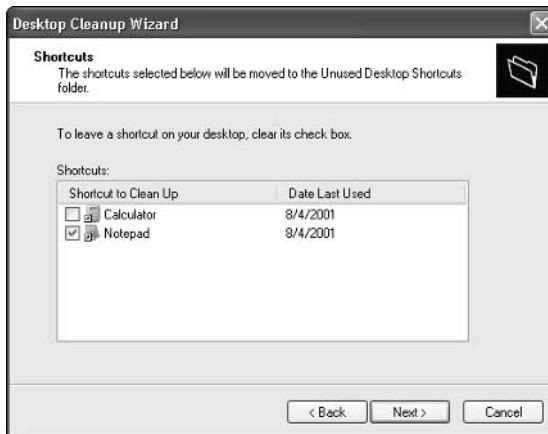 Desktop Cleanup Wizard
Shortcuts
The shortcuts selected below will be moved to the Unused Desktop Shortcuts
folder.
To leave a shortcut on your desktop, clear its check box.
Shortcuts:
Shortcut to Clean Up Date Last Used
Calculator 8/4/2001
Notepad 8/4/2001
< Back Next > Cancel